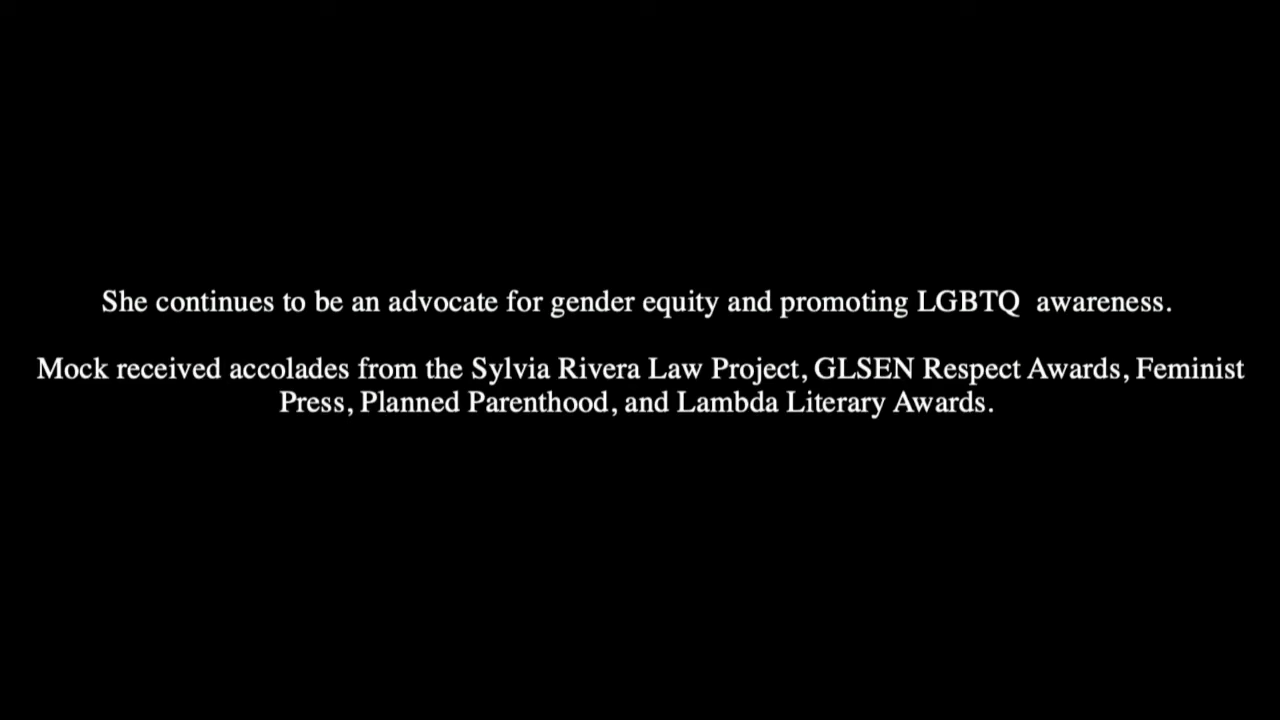 She continues to be an advocate for gender equity and promoting LGBTQ  awareness.
Mock received accolades from the Sylvia Rivera Law Project, GLSEN Respect Awards, Feminist
Press, Planned Parenthood, and Lambda Literary Awards.